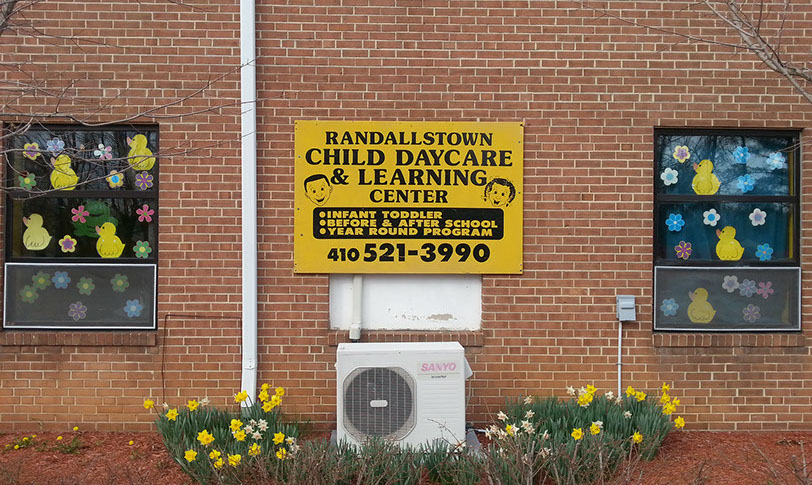 RANDALLSTOWN
CHILD DAYCARE
& LEARNING
CENTER
•INFANT TODDLER
•BEFORE & AFTER SCHOOL
•YEAR ROUND PROGRAM
410 521-3990
SANYO